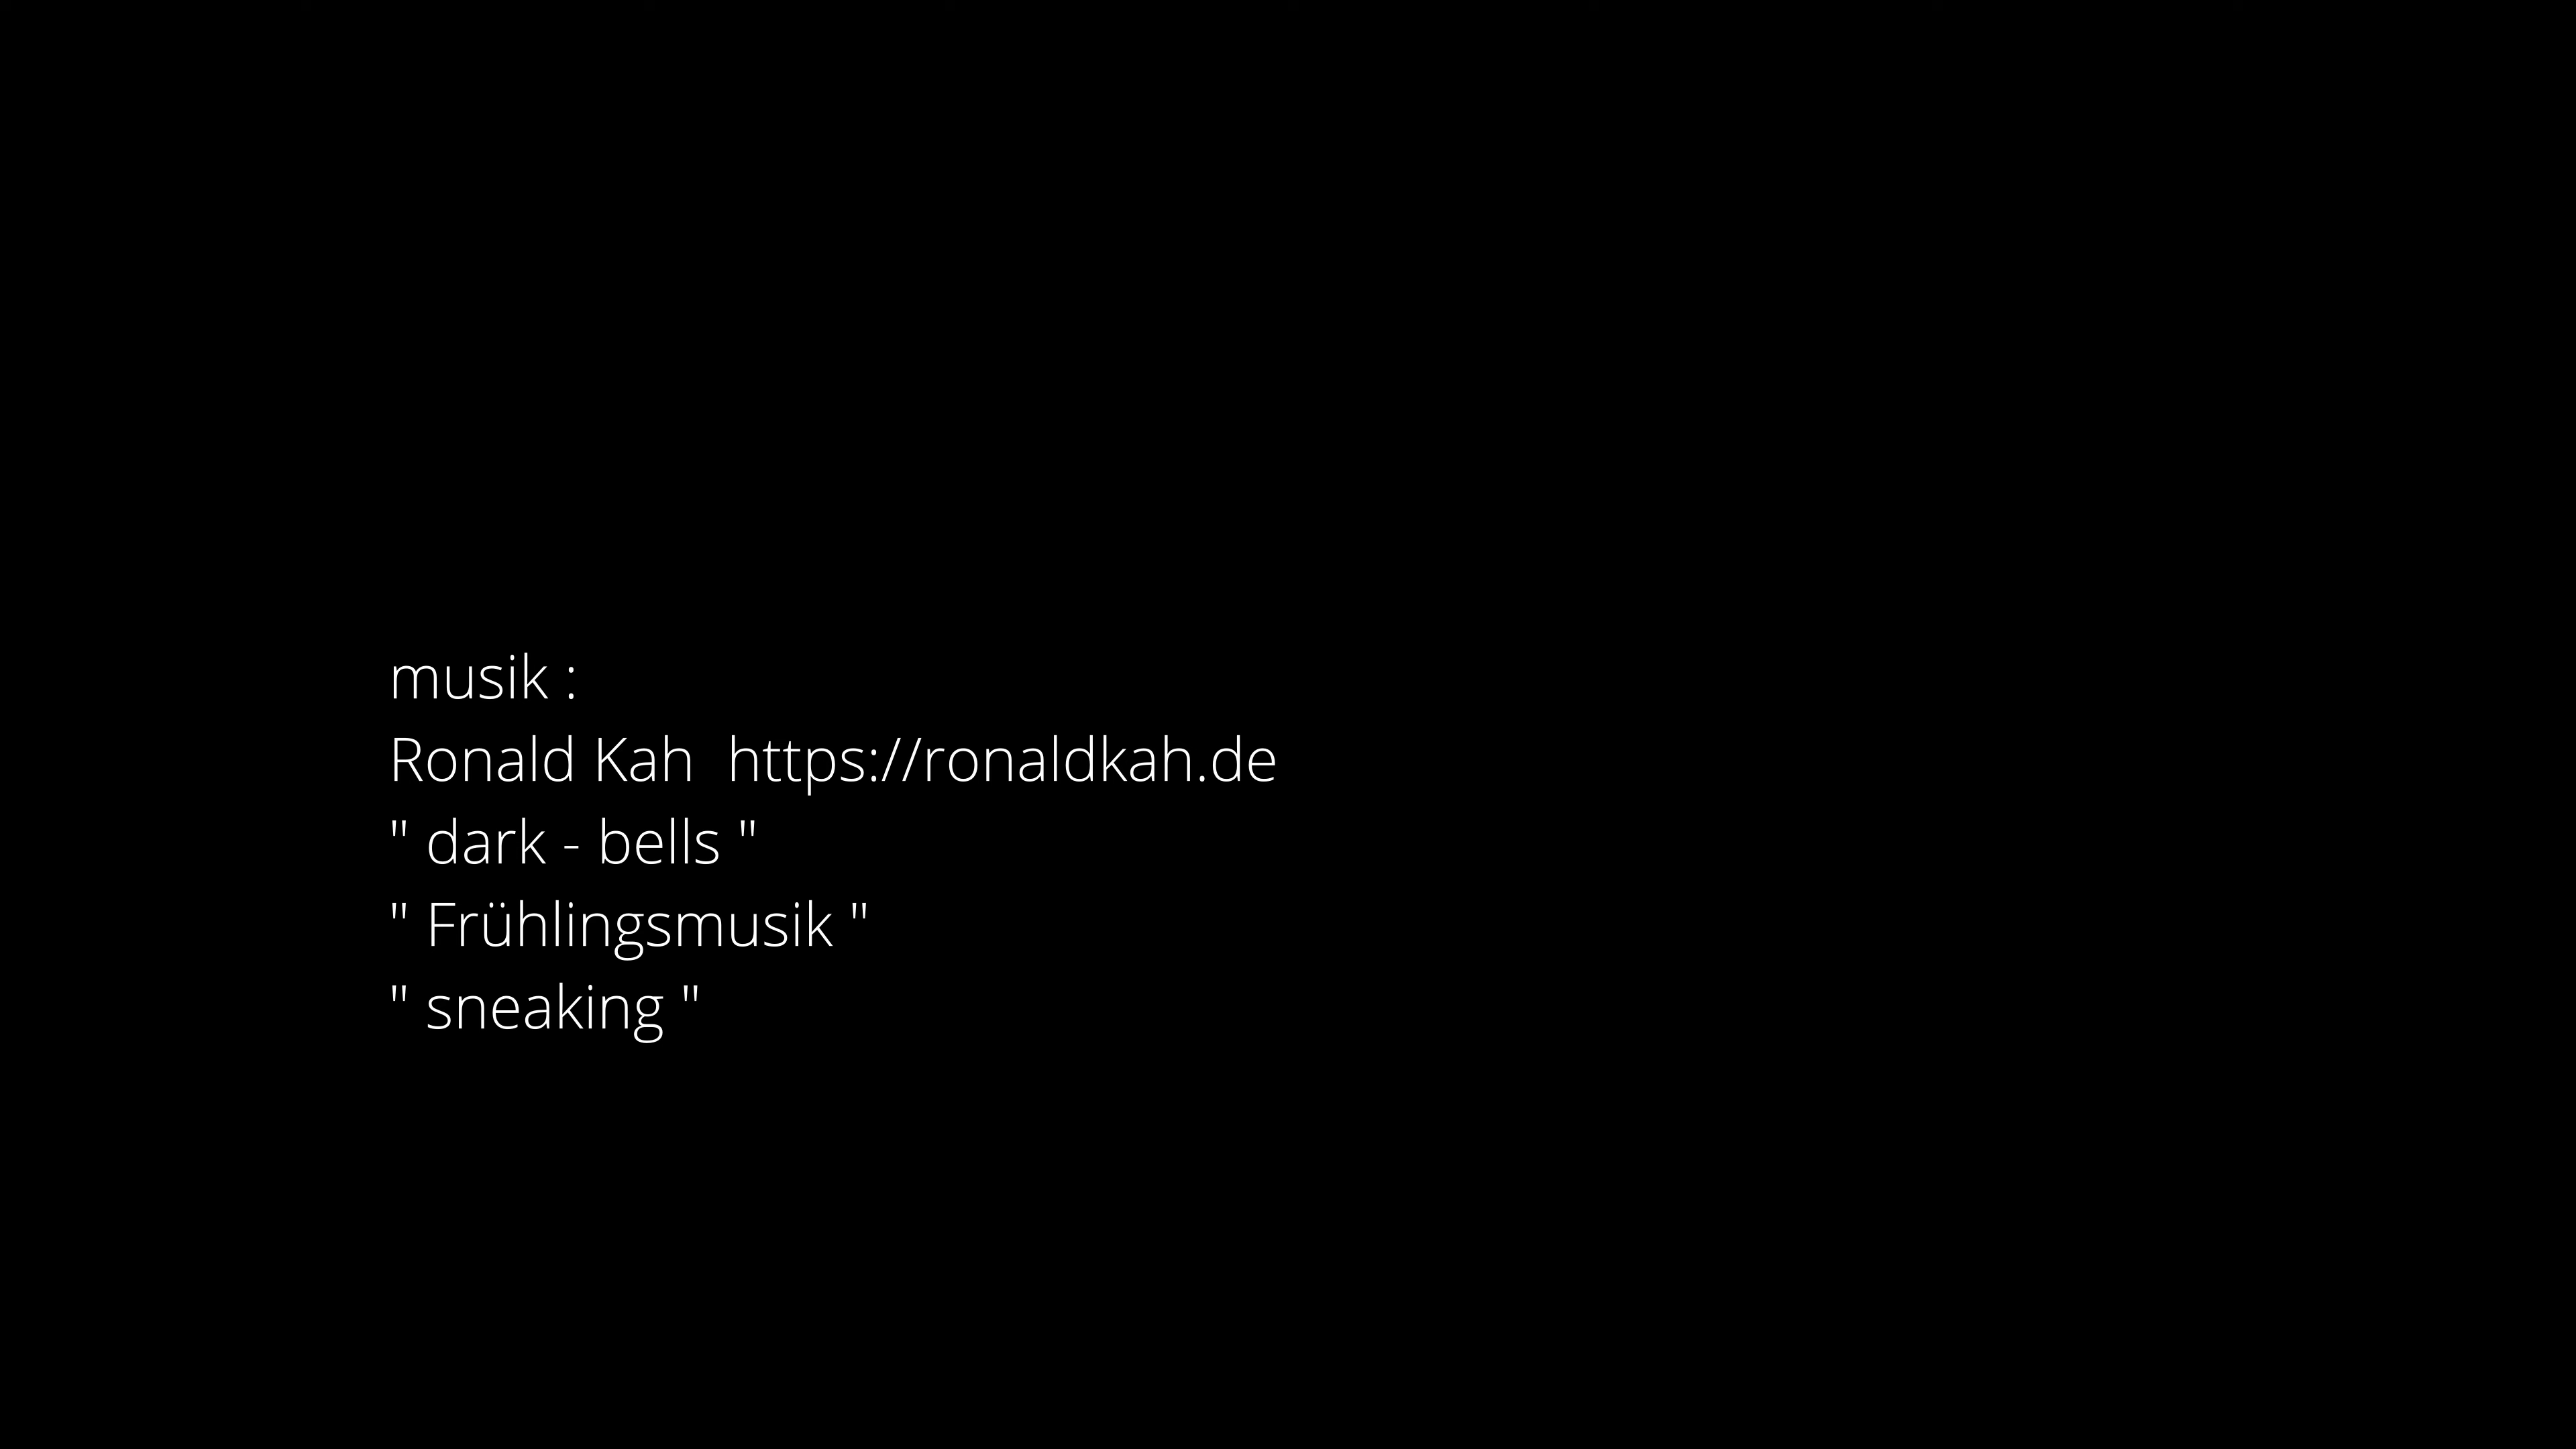 musik :
Ronald Kah  https://ronaldkah.de
" dark - bells "
" Frühlingsmusik "
" sneaking "